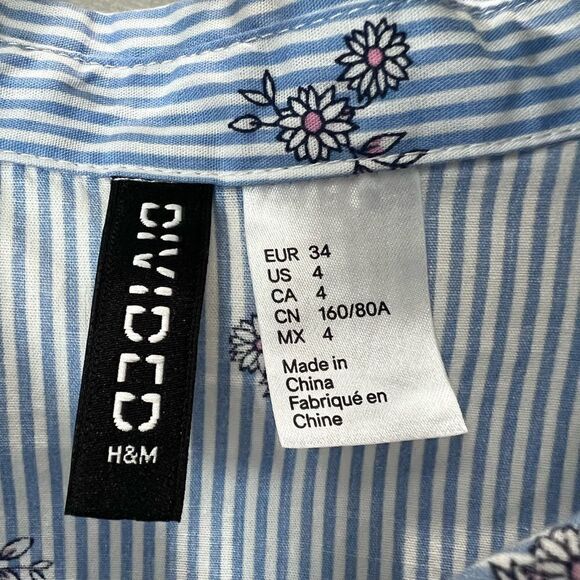 DIVIDED
H&M
EUR 34
US 4
CA 4
CN 160/80A
MX 4
Made in
China
Fabriqué en
Chine